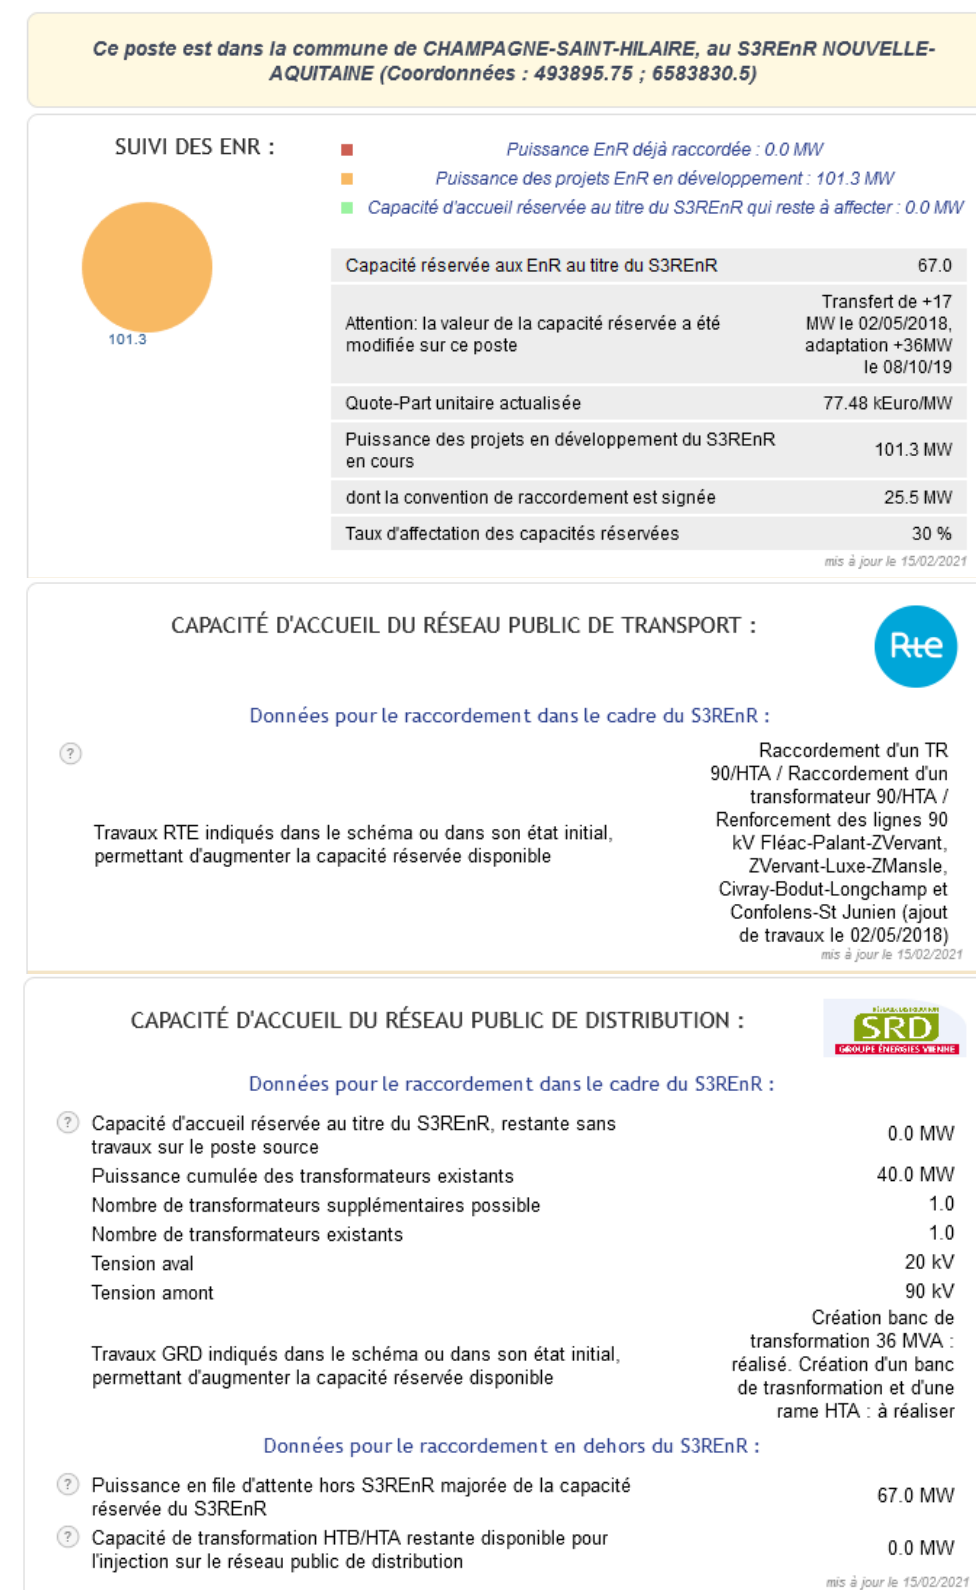 Ce poste est dans la commune de CHAMPAGNE-SAINT-HILAIRE, au S3REnR NOUVELLE-
AQUITAINE (Coordonnées : 493895.75 ; 6583830.5)
SUIVI DES ENR :
Puissance EnR déjà raccordée : 0.0 MW
Puissance des projets EnR en développement : 101.3 MW
Capacité d'accueil réservée au titre du S3REnR qui reste à affecter : 0.0 MW
101.3
Capacité réservée aux EnR au titre du S3REnR 67.0
Attention: la valeur de la capacité réservée a été
modifiée sur ce poste
Transfert de +17
MW le 02/05/2018,
adaptation +36MW
le 08/10/19
Quote-Part unitaire actualisée 77.48 kEuro/MW
Puissance des projets en développement du S3REnR
en cours
101.3 MW
dont la convention de raccordement est signée 25.5 MW
Taux d'affectation des capacités réservées 30 %
mis à jour le 15/02/2021
CAPACITÉ D'ACCUEIL DU RÉSEAU PUBLIC DE TRANSPORT :
Rte
Données pour le raccordement dans le cadre du S3REnR :
?
Travaux RTE indiqués dans le schéma ou dans son état initial,
permettant d'augmenter la capacité réservée disponible
Raccordement d'un TR
90/HTA / Raccordement d'un
transformateur 90/HTA /
Renforcement des lignes 90
kV Fléac-Palant-ZVervant,
ZVervant-Luxe-ZMansle,
Civray-Bodut-Longchamp et
Confolens-St Junien (ajout
de travaux le 02/05/2018)
mis à jour le 15/02/2021
CAPACITÉ D'ACCUEIL DU RÉSEAU PUBLIC DE DISTRIBUTION :
SRD
GROUPE ÉNERGIES VIENNE
Données pour le raccordement dans le cadre du S3REnR :
?
Capacité d'accueil réservée au titre du S3REnR, restante sans
travaux sur le poste source
0.0 MW
Puissance cumulée des transformateurs existants 40.0 MW
Nombre de transformateurs supplémentaires possible 1.0
Nombre de transformateurs existants 1.0
Tension aval 20 kV
Tension amont 90 kV
Travaux GRD indiqués dans le schéma ou dans son état initial,
permettant d'augmenter la capacité réservée disponible
Création banc de
transformation 36 MVA :
réalisé. Création d'un banc
de trasnformation et d'une
rame HTA : à réaliser
Données pour le raccordement en dehors du S3REnR :
?
Puissance en file d'attente hors S3REnR majorée de la capacité
réservée du S3REnR
67.0 MW
?
Capacité de transformation HTB/HTA restante disponible pour
l'injection sur le réseau public de distribution
0.0 MW
mis à jour le 15/02/2021